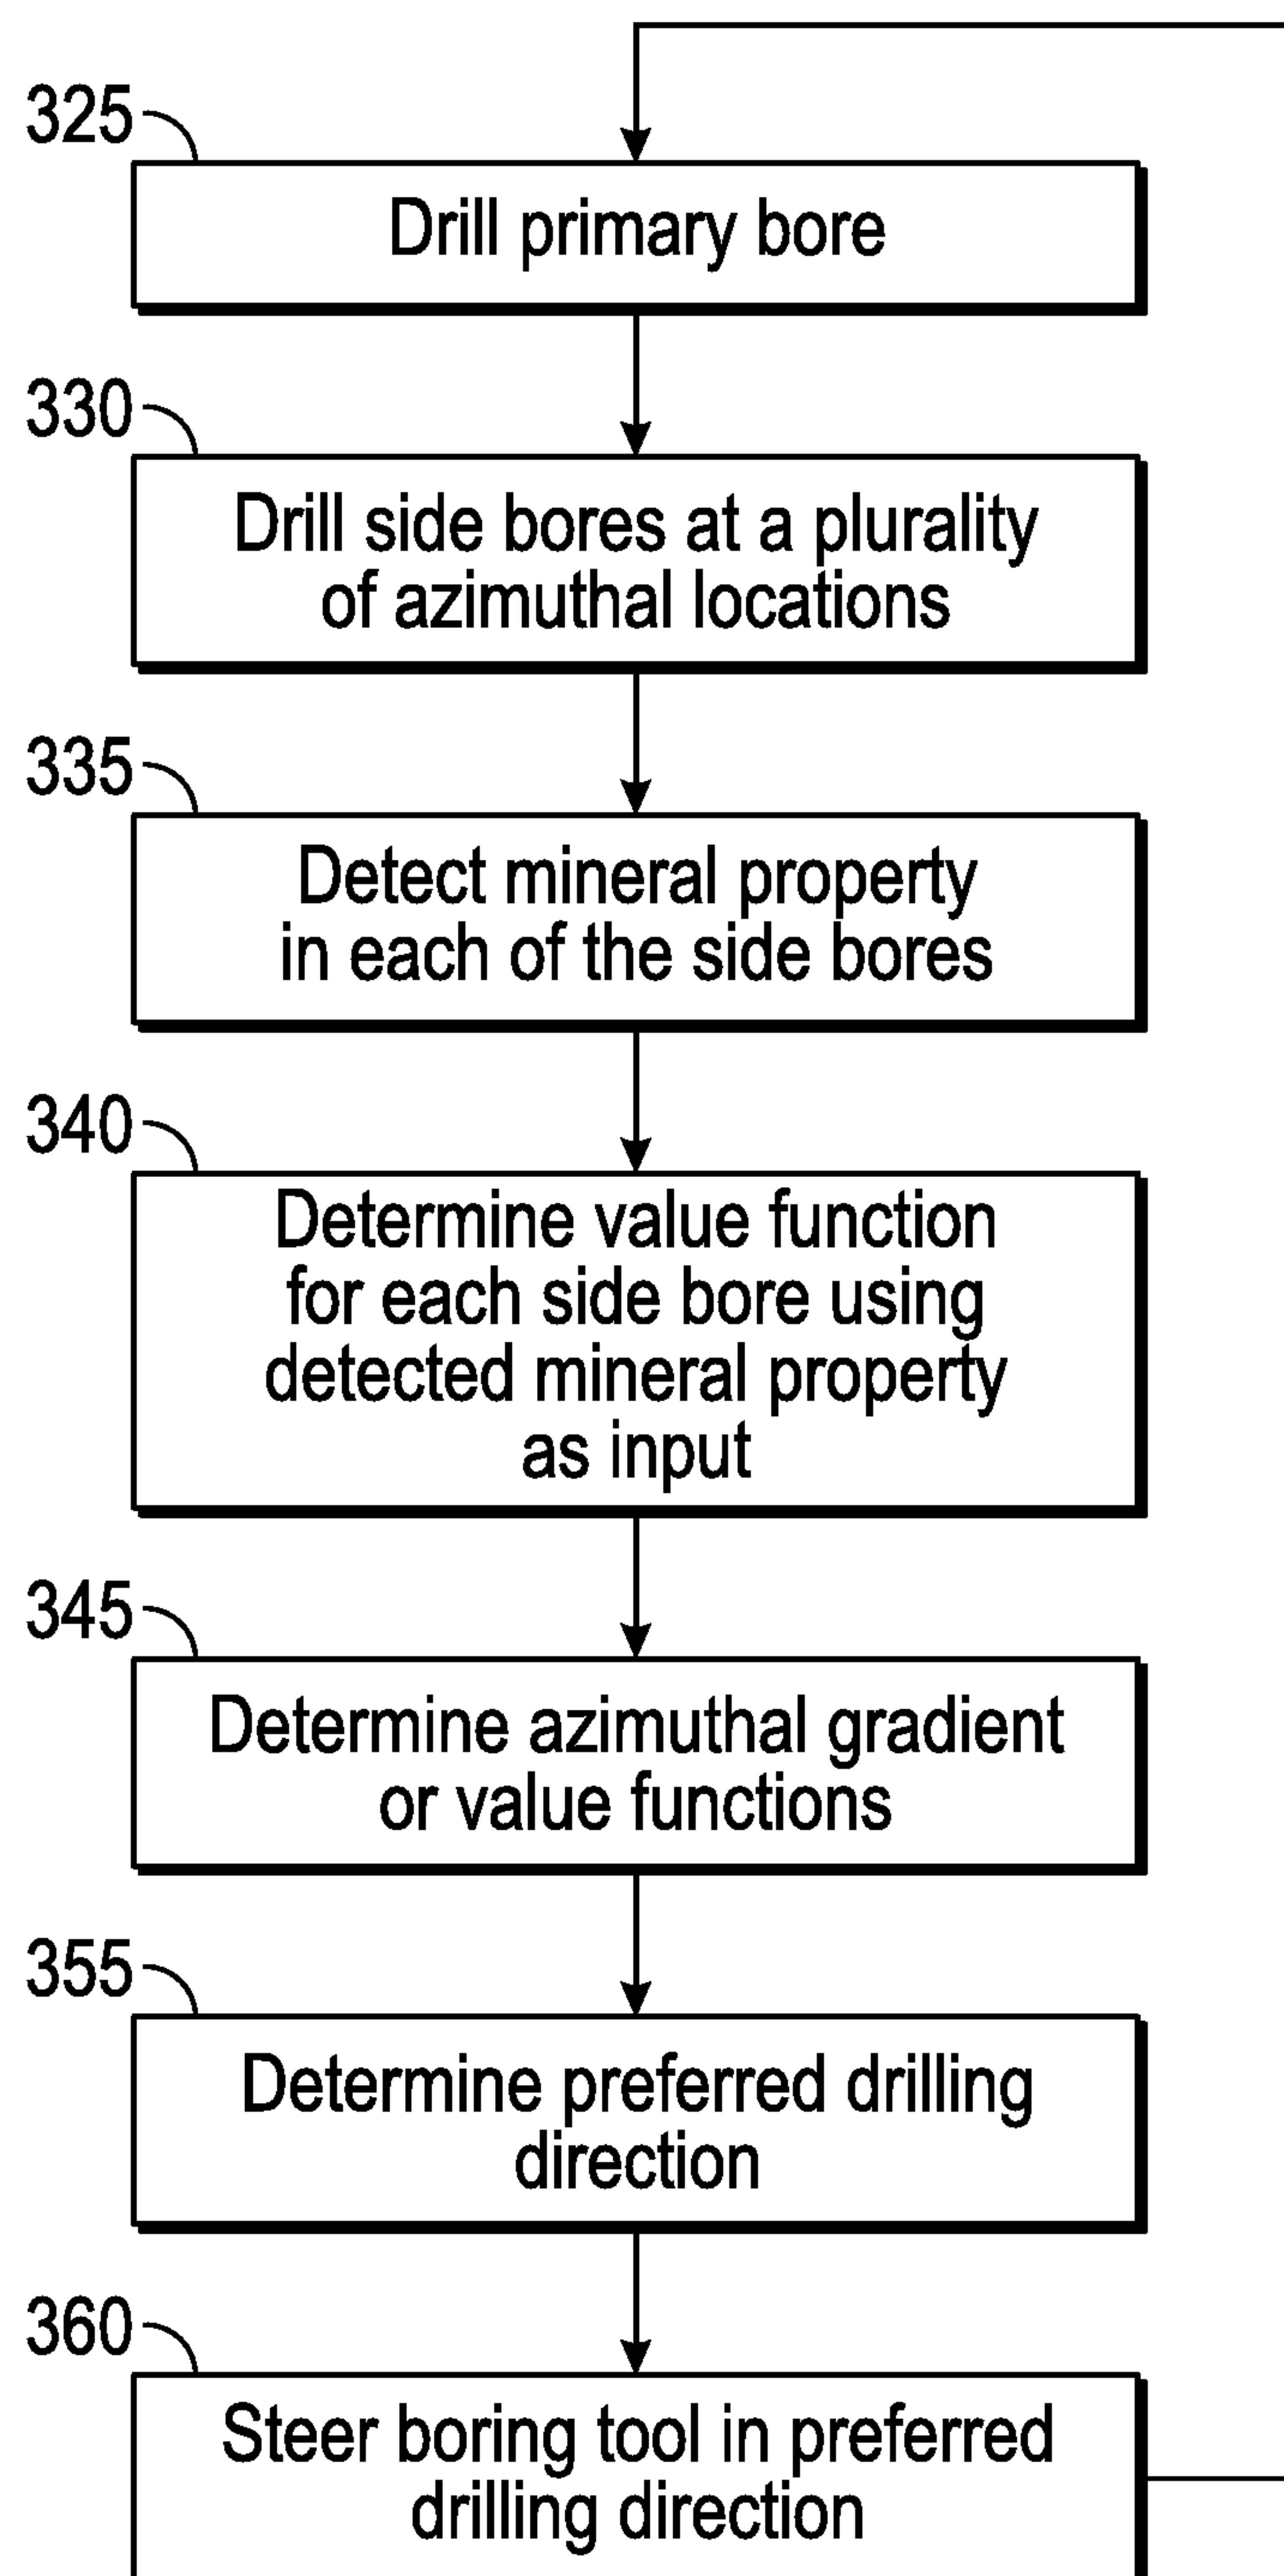 325
Drill primary bore
330
Drill side bores at a plurality
of azimuthal locations
335
Detect mineral property
in each of the side bores
340
Determine value function
for each side bore using
detected mineral property
as input
345
Determine azimuthal gradient
or value functions
355
Determine preferred drilling
direction
360
Steer boring tool in preferred
drilling direction